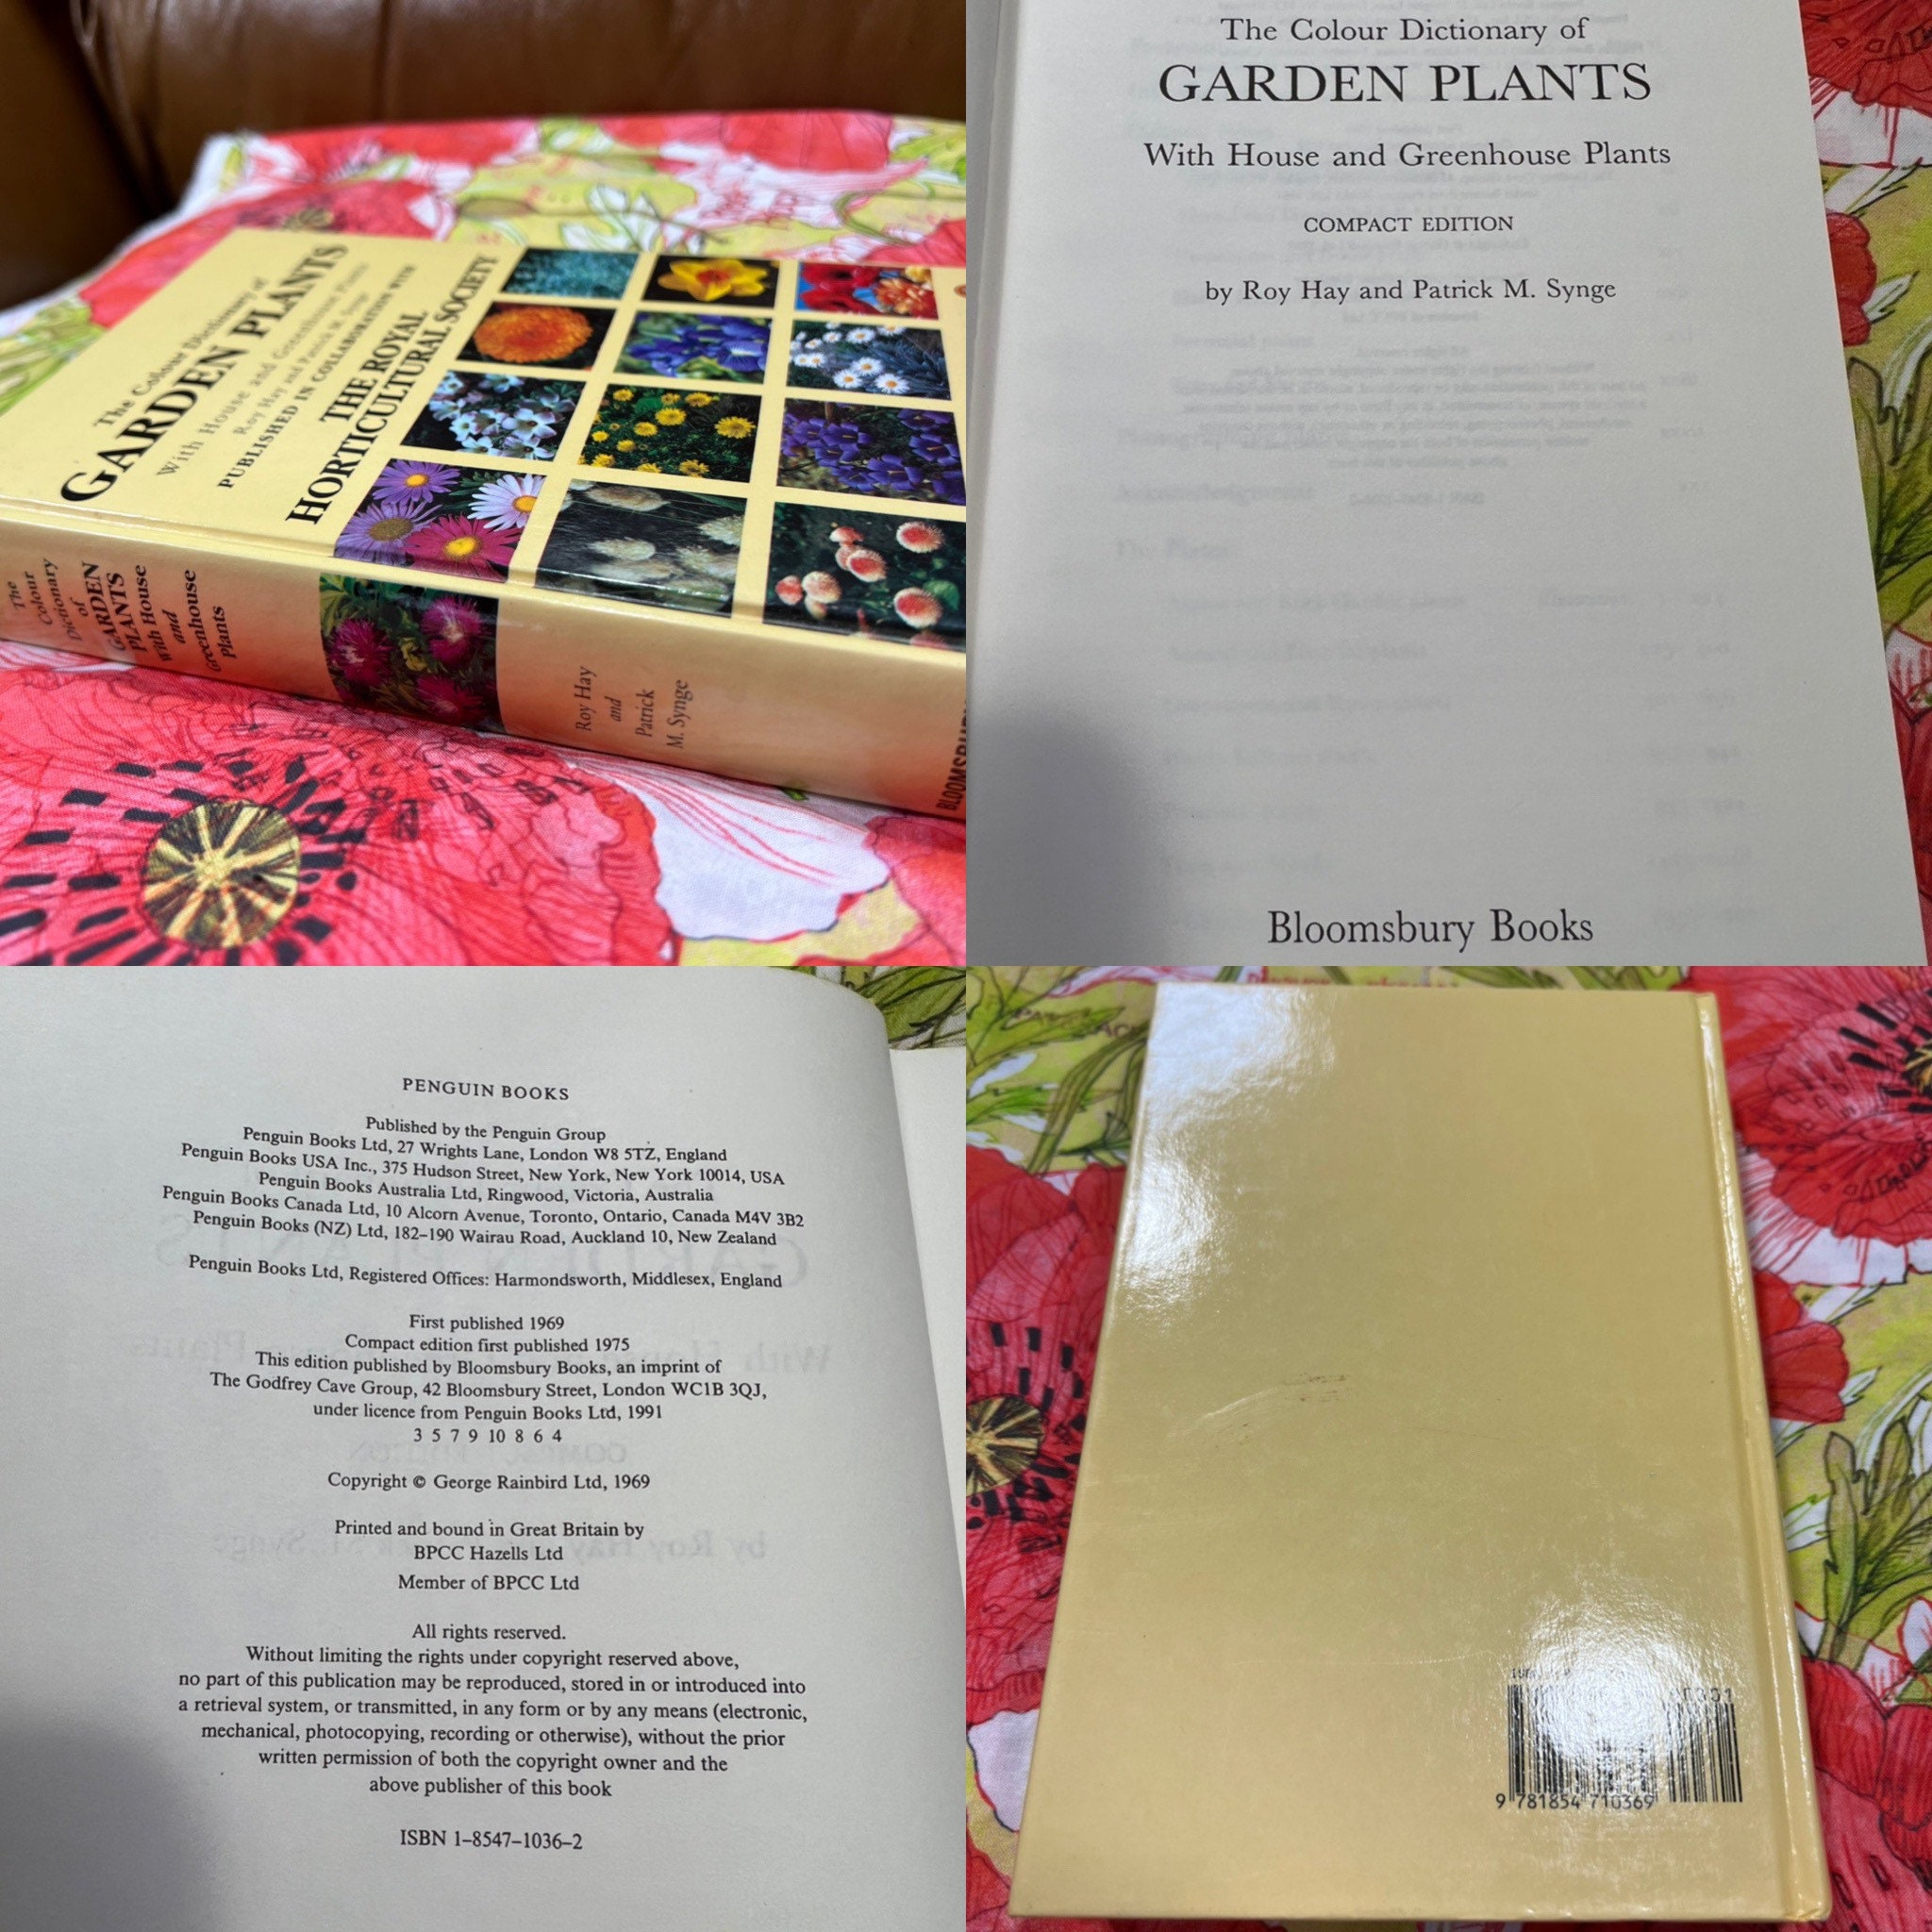 The Colour Dictionary of
GARDEN PLANTS
With House and Greenhouse Plants
Roy Hay and Patrick M. Synge
PUBLISHED IN COLLABORATION WITH
THE ROYAL
HORTICULTURAL SOCIETY
The
Colour
Dictionary
of
GARDEN
PLANTS
with House
and
Greenhouse
Plants
Roy Hay
and
Patrick
M. Synge
BLOOMSBURY
The Colour Dictionary of
GARDEN PLANTS
With House and Greenhouse Plants
COMPACT EDITION
by Roy Hay and Patrick M. Synge
Bloomsbury Books
PENGUIN BOOKS
Published by the Penguin Group
Penguin Books Ltd, 27 Wrights Lane, London W8 5TZ, England
Penguin Books USA Inc., 375 Hudson Street, New York, New York 10014, USA
Penguin Books Australia Ltd, Ringwood, Victoria, Australia
Penguin Books Canada Ltd, 10 Alcorn Avenue, Toronto, Ontario, Canada M4V 3B2
Penguin Books (NZ) Ltd, 182–190 Wairau Road, Auckland 10, New Zealand
Penguin Books Ltd, Registered Offices: Harmondsworth, Middlesex, England
First published 1969
Compact edition first published 1975
This edition published by Bloomsbury Books, an imprint of
The Godfrey Cave Group, 42 Bloomsbury Street, London WC1B 3QJ,
under licence from Penguin Books Ltd, 1991
3 5 7 9 10 8 6 4
Copyright © George Rainbird Ltd, 1969
Printed and bound in Great Britain by
BPCC Hazells Ltd
Member of BPCC Ltd
All rights reserved.
Without limiting the rights under copyright reserved above,
no part of this publication may be reproduced, stored in or introduced into
a retrieval system, or transmitted, in any form or by any means (electronic,
mechanical, photocopying, recording or otherwise), without the prior
written permission of both the copyright owner and the
above publisher of this book
ISBN 1–8547–1036–2
9 781854 710369